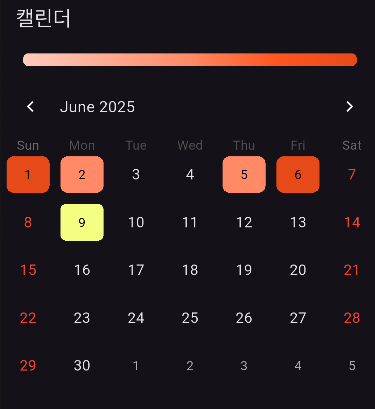 캘린더
June 2025
Sun Mon Tue Wed Thu Fri Sat
1 2 3 4 5 6 7
8 9 10 11 12 13 14
15 16 17 18 19 20 21
22 23 24 25 26 27 28
29 30 1 2 3 4 5